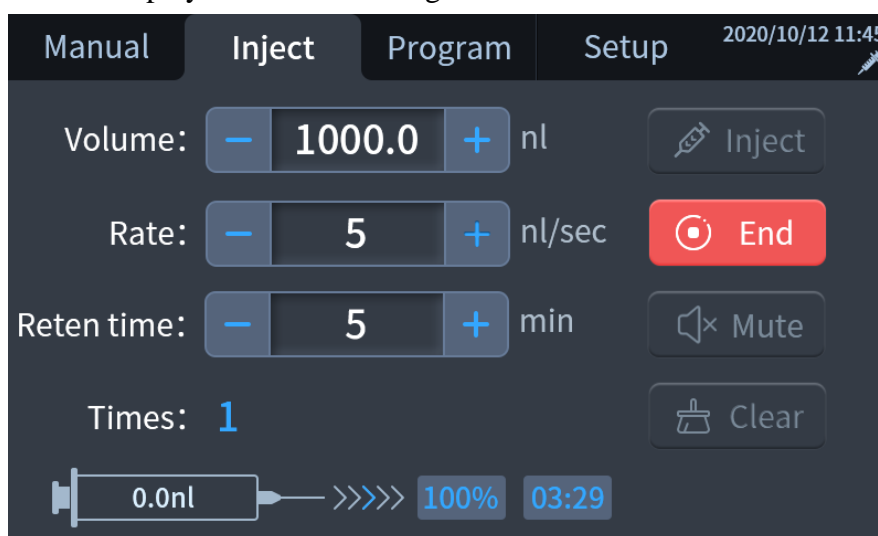 Manual Inject Program Setup 2020/10/12 11:45
Volume: − 1000.0 + nl Inject
Rate: − 5 + nl/sec End
Reten time: − 5 + min Mute
Times: 1 Clear
0.0nl 100% 03:29